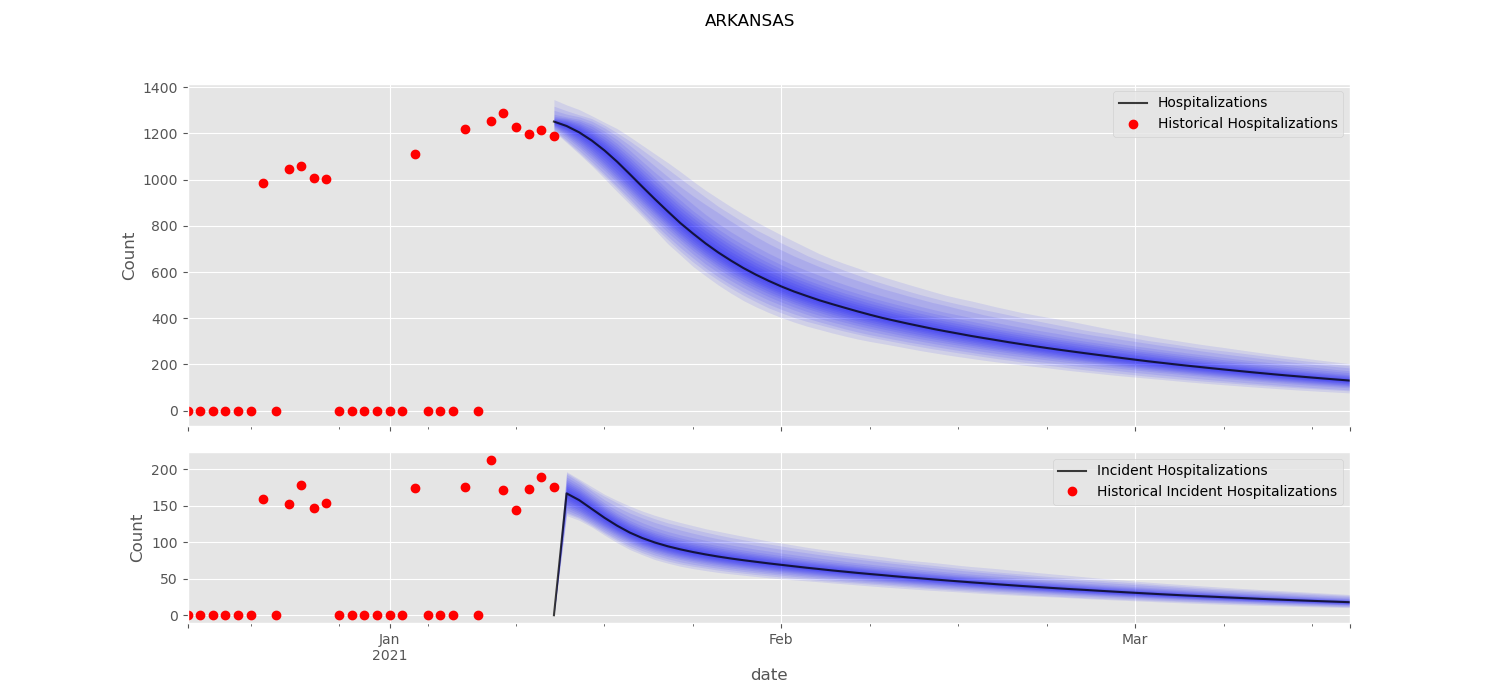 ARKANSAS
1400
1200
1000
800
600
400
200
0
Count
Hospitalizations
Historical Hospitalizations
200
150
100
50
0
Count
Incident Hospitalizations
Historical Incident Hospitalizations
Jan
2021
Feb
Mar
date